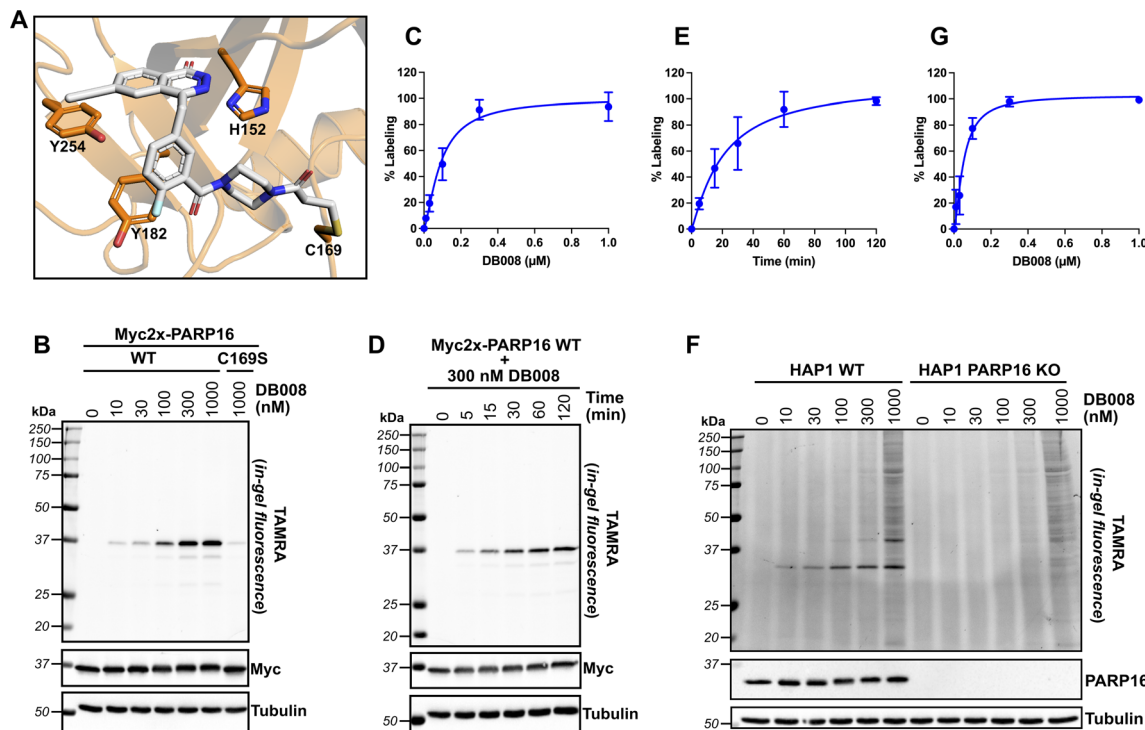 A
Y254
H152
Y182
C169
C
% Labeling
120
100
80
60
40
20
0
0.0 0.2 0.4 0.6 0.8 1.0
DB008 (µM)
E
% Labeling
120
100
80
60
40
20
0
0 30 60 90 120
Time (min)
G
% Labeling
120
100
80
60
40
20
0
0.0 0.2 0.4 0.6 0.8 1.0
DB008 (µM)
B
Myc2x-PARP16
WT C169S
0 10 30 100 300 1000 1000
DB008
(nM)
kDa
250
150
100
75
50
37
25
20
TAMRA
(in-gel fluorescence)
37
Myc
50
Tubulin
D
Myc2x-PARP16 WT
+
300 nM DB008
0 5 15 30 60 120
Time
(min)
kDa
250
150
100
75
50
37
25
20
TAMRA
(in-gel fluorescence)
37
Myc
50
Tubulin
F
HAP1 WT HAP1 PARP16 KO
0 10 30 100 300 1000 0 10 30 100 300 1000
DB008
(nM)
kDa
250
150
100
75
50
37
25
20
TAMRA
(in-gel fluorescence)
37
PARP16
50
Tubulin